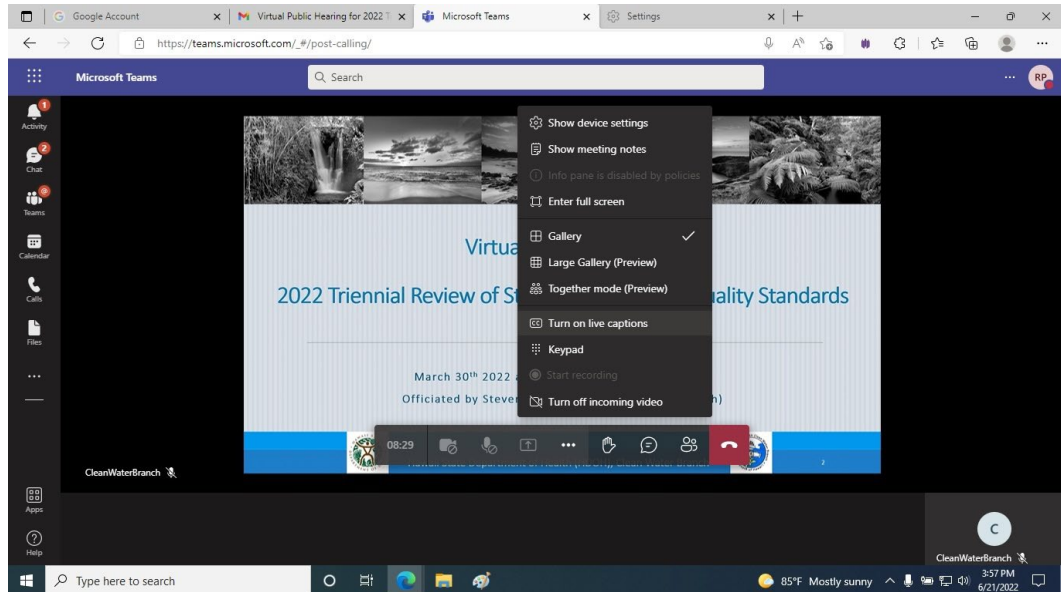 Google Account
Virtual Public Hearing for 2022 T
Microsoft Teams
Settings
https://teams.microsoft.com/_#/post-calling/
Microsoft Teams
Search
RP
Activity
1
Chat
2
Teams
@
Calendar
Calls
Files
Apps
Help
Show device settings
Show meeting notes
Info pane is disabled by policies
Enter full screen
Gallery
Large Gallery (Preview)
Together mode (Preview)
Turn on live captions
Keypad
Start recording
Turn off incoming video
Virtua
2022 Triennial Review of St uality Standards
March 30th 2022
Officiated by Steve h)
08:29
2
CleanWaterBranch
C
CleanWaterBranch
Type here to search
85°F Mostly sunny
3:57 PM
6/21/2022